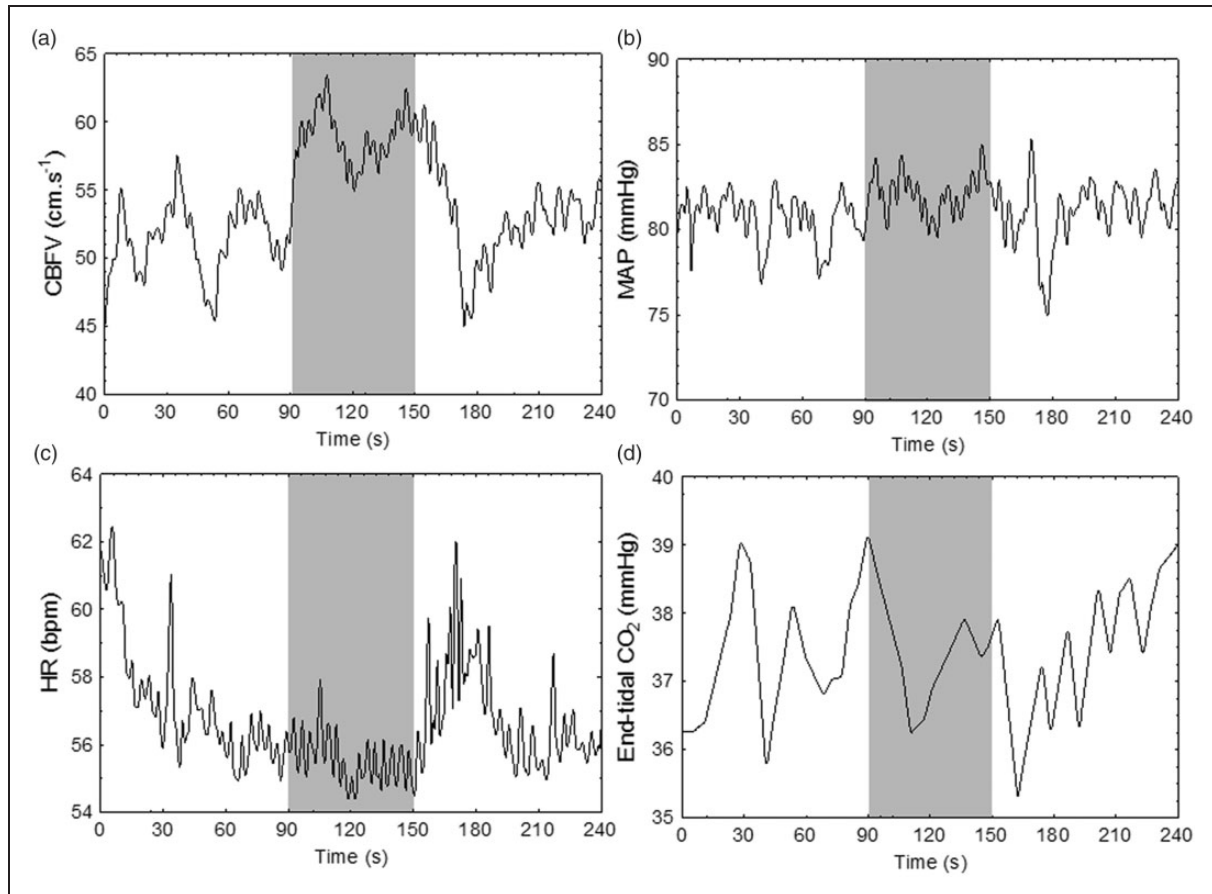 (a)
65
60
55
50
45
40
CBFV (cm.s⁻¹)
0 30 60 90 120 150 180 210 240
Time (s)
(b)
90
85
80
75
70
MAP (mmHg)
0 30 60 90 120 150 180 210 240
Time (s)
(c)
64
62
60
58
56
54
HR (bpm)
0 30 60 90 120 150 180 210 240
Time (s)
(d)
40
39
38
37
36
35
End-tidal CO₂ (mmHg)
0 30 60 90 120 150 180 210 240
Time (s)